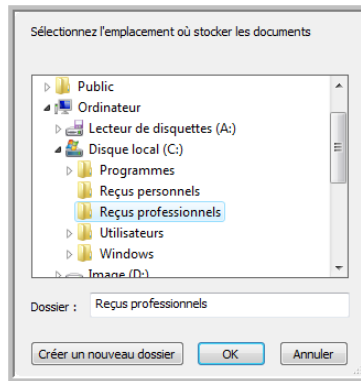 Sélectionnez l'emplacement où stocker les documents
Public
Ordinateur
Lecteur de disquettes (A:)
Disque local (C:)
Programmes
Reçus personnels
Reçus professionnels
Utilisateurs
Windows
Image (D:)
Dossier : Reçus professionnels
Créer un nouveau dossier OK Annuler